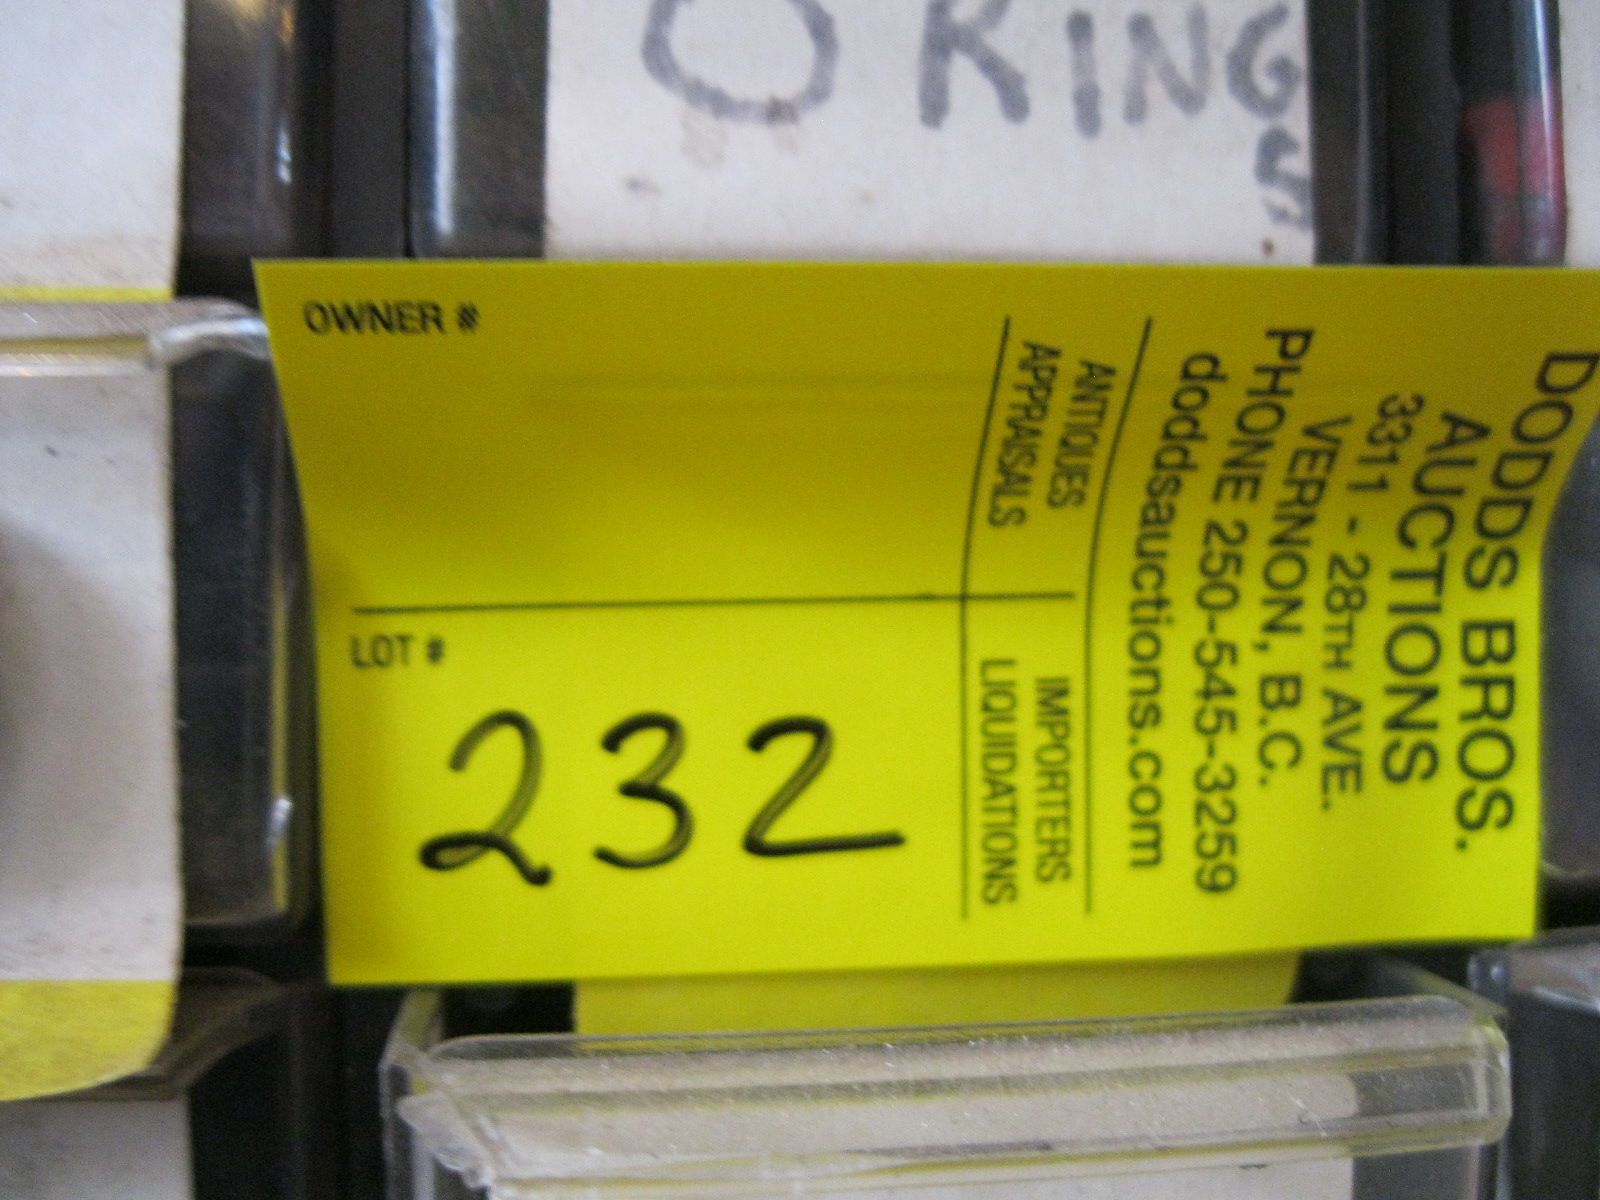 O RINGS
OWNER #
LOT #
232
ANTIQUES
APPRAISALS
IMPORTERS
LIQUIDATIONS
DODDS BROS.
AUCTIONS
3311 - 28TH AVE.
VERNON, B.C.
PHONE 250-545-3259
doddsauctions.com